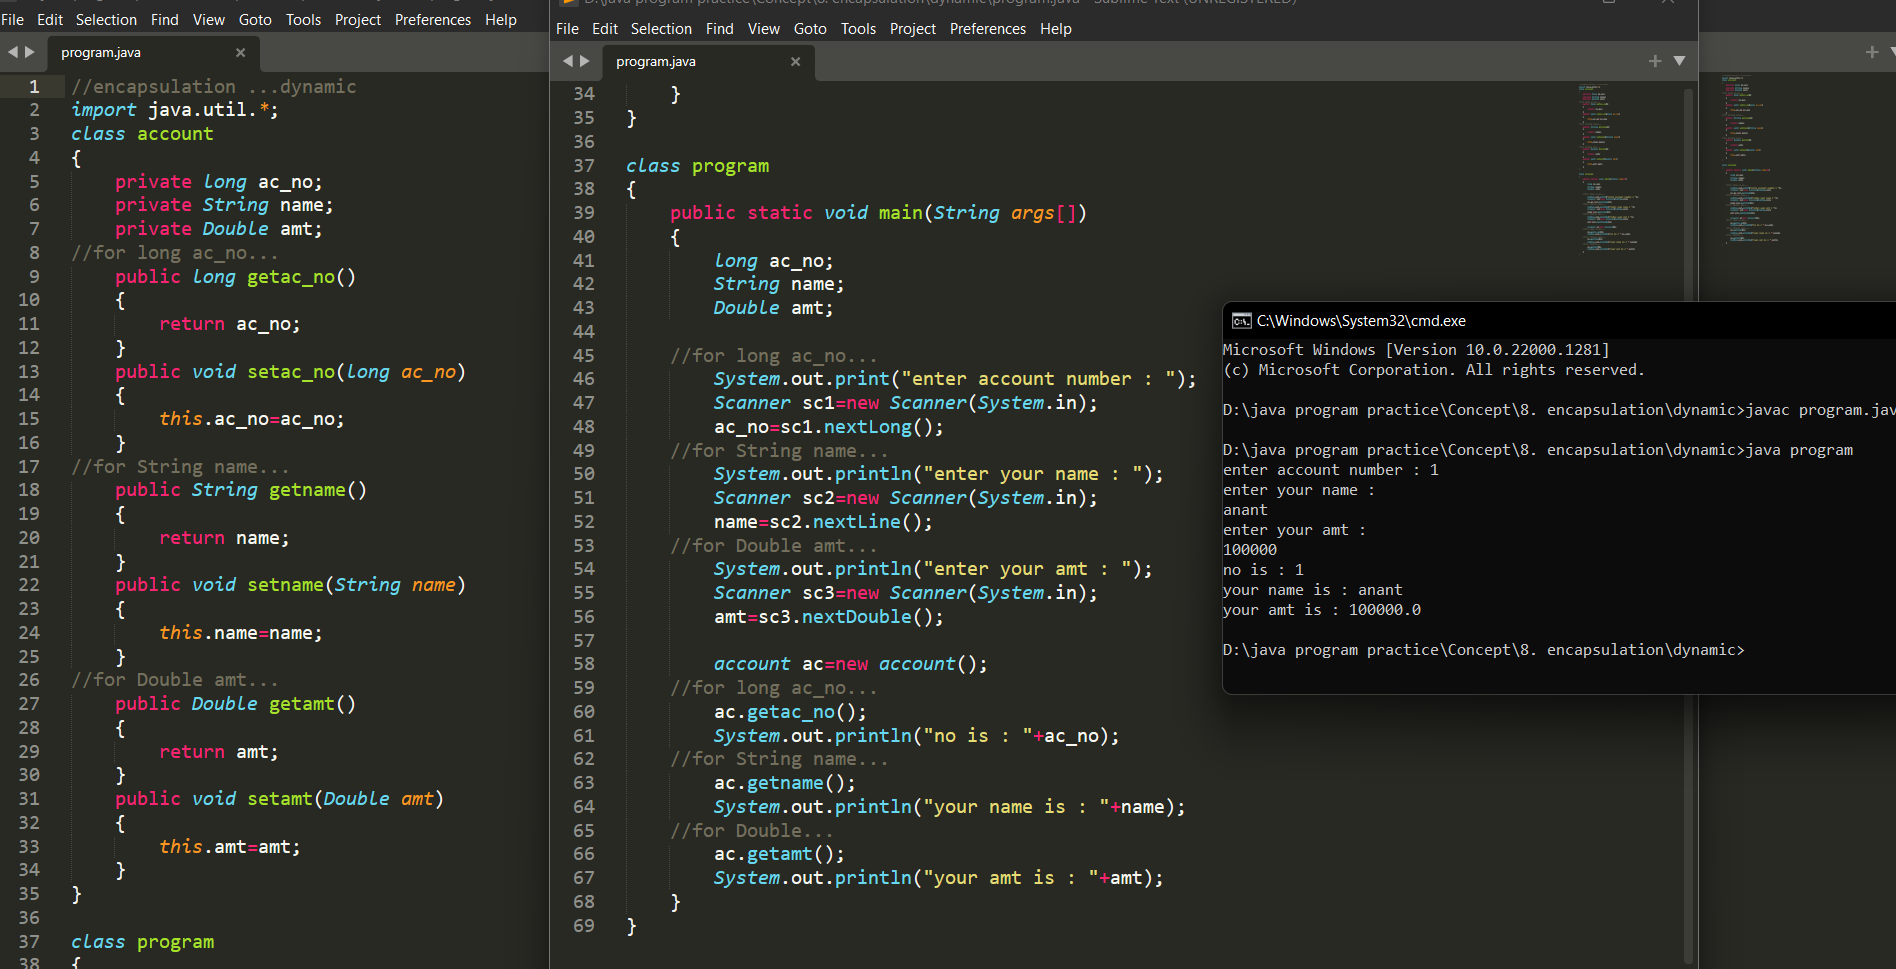 File Edit Selection Find View Goto Tools Project Preferences Help
program.java ×
1 //encapsulation ...dynamic
2 import java.util.*;
3 class account
4 {
5 private long ac_no;
6 private String name;
7 private Double amt;
8 //for long ac_no...
9 public long getac_no()
10 {
11 return ac_no;
12 }
13 public void setac_no(long ac_no)
14 {
15 this.ac_no=ac_no;
16 }
17 //for String name...
18 public String getname()
19 {
20 return name;
21 }
22 public void setname(String name)
23 {
24 this.name=name;
25 }
26 //for Double amt...
27 public Double getamt()
28 {
29 return amt;
30 }
31 public void setamt(Double amt)
32 {
33 this.amt=amt;
34 }
35 }
36
37 class program
38 {
D:\java program practice\Concept\8. encapsulation\dynamic\program.java - Sublime Text (UNREGISTERED)
File Edit Selection Find View Goto Tools Project Preferences Help
program.java ×
34 }
35 }
36
37 class program
38 {
39 public static void main(String args[])
40 {
41 long ac_no;
42 String name;
43 Double amt;
44
45 //for long ac_no...
46 System.out.print("enter account number : ");
47 Scanner sc1=new Scanner(System.in);
48 ac_no=sc1.nextLong();
49 //for String name...
50 System.out.println("enter your name : ");
51 Scanner sc2=new Scanner(System.in);
52 name=sc2.nextLine();
53 //for Double amt...
54 System.out.println("enter your amt : ");
55 Scanner sc3=new Scanner(System.in);
56 amt=sc3.nextDouble();
57
58 account ac=new account();
59 //for long ac_no...
60 ac.getac_no();
61 System.out.println("no is : "+ac_no);
62 //for String name...
63 ac.getname();
64 System.out.println("your name is : "+name);
65 //for Double...
66 ac.getamt();
67 System.out.println("your amt is : "+amt);
68 }
69 }
C:\Windows\System32\cmd.exe
Microsoft Windows [Version 10.0.22000.1281]
(c) Microsoft Corporation. All rights reserved.
D:\java program practice\Concept\8. encapsulation\dynamic>javac program.jav
D:\java program practice\Concept\8. encapsulation\dynamic>java program
enter account number : 1
enter your name :
anant
enter your amt :
100000
no is : 1
your name is : anant
your amt is : 100000.0
D:\java program practice\Concept\8. encapsulation\dynamic>